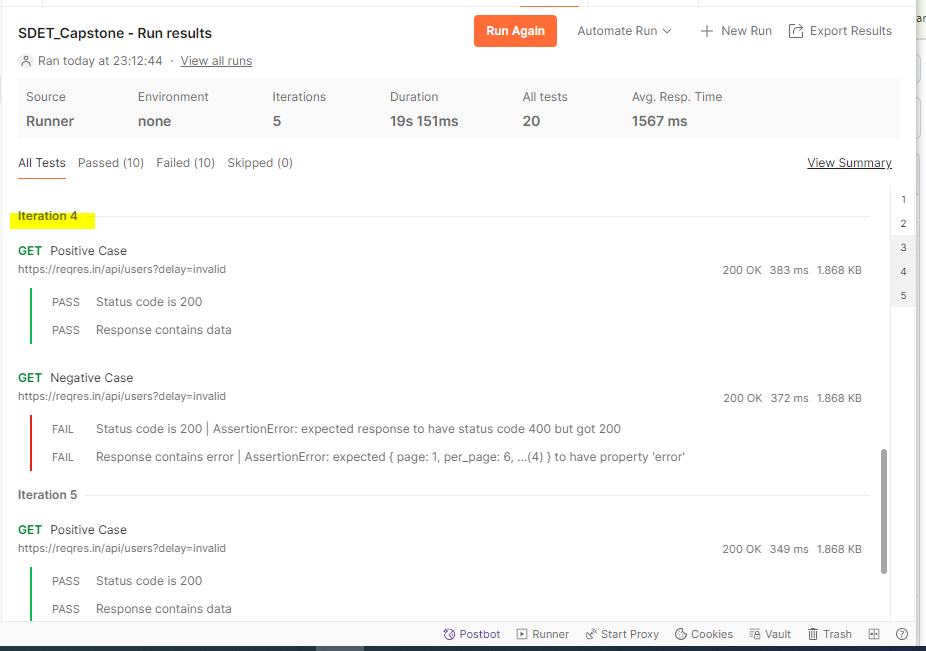 SDET_Capstone - Run results
Run Again
Automate Run
New Run
Export Results
Ran today at 23:12:44 · View all runs
Source Environment Iterations Duration All tests Avg. Resp. Time
Runner none 5 19s 151ms 20 1567 ms
All Tests Passed (10) Failed (10) Skipped (0) View Summary
Iteration 4
GET Positive Case
https://reqres.in/api/users?delay=invalid 200 OK 383 ms 1.868 KB
PASS Status code is 200
PASS Response contains data
GET Negative Case
https://reqres.in/api/users?delay=invalid 200 OK 372 ms 1.868 KB
FAIL Status code is 200 | AssertionError: expected response to have status code 400 but got 200
FAIL Response contains error | AssertionError: expected { page: 1, per_page: 6, …(4) } to have property 'error'
Iteration 5
GET Positive Case
https://reqres.in/api/users?delay=invalid 200 OK 349 ms 1.868 KB
PASS Status code is 200
PASS Response contains data
1
2
3
4
5
Postbot Runner Start Proxy Cookies Vault Trash